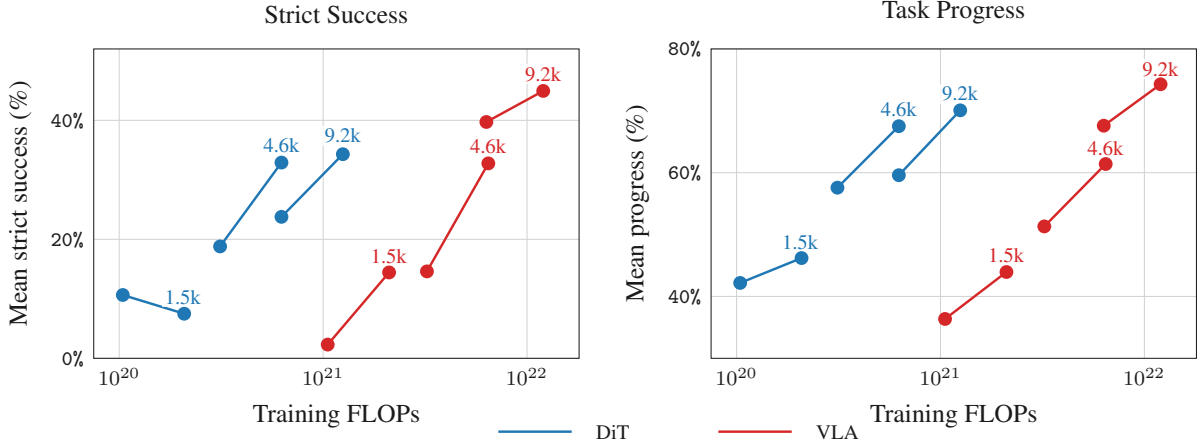 Strict Success
Mean strict success (%)
40%
20%
0%
10^20
10^21
10^22
Training FLOPs
1.5k
4.6k
9.2k
1.5k
4.6k
9.2k
Task Progress
Mean progress (%)
80%
60%
40%
10^20
10^21
10^22
Training FLOPs
1.5k
4.6k
9.2k
1.5k
4.6k
9.2k
DiT
VLA